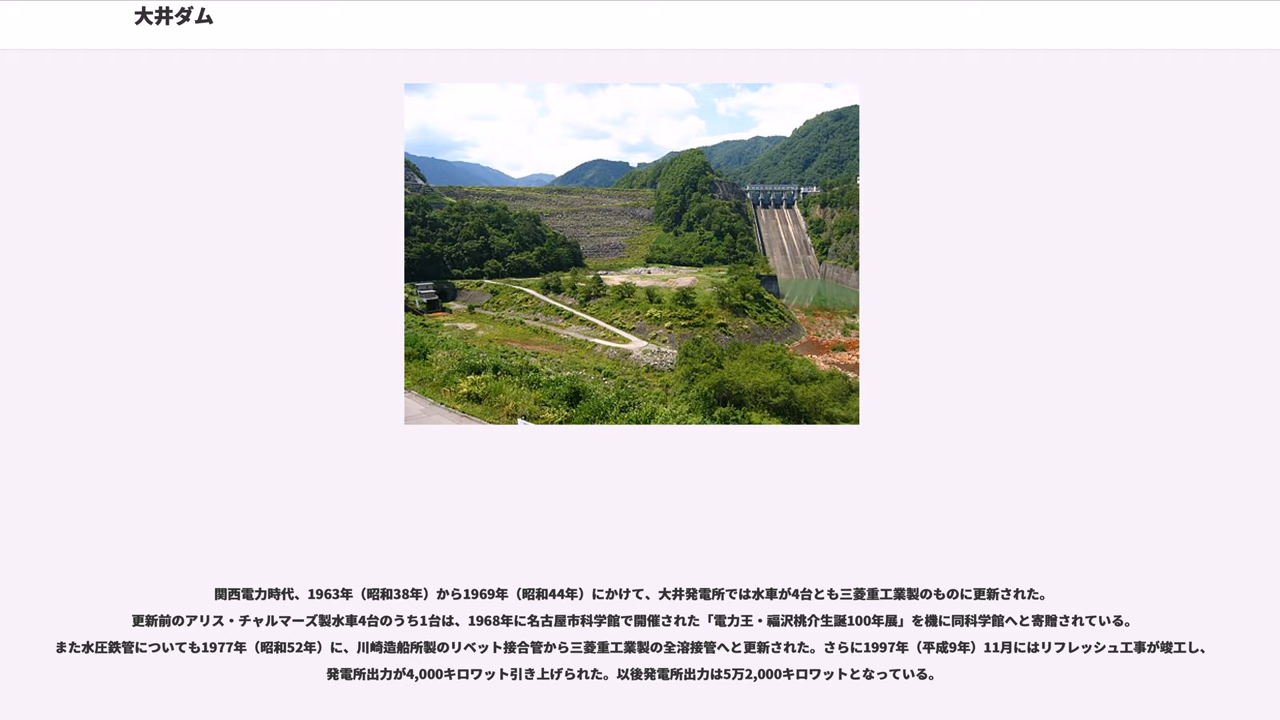 大井ダム
関西電力時代、1963年（昭和38年）から1969年（昭和44年）にかけて、大井発電所では水車が4台とも三菱重工業製のものに更新された。
更新前のアリス・チャルマーズ製水車4台のうち1台は、1968年に名古屋市科学館で開催された「電力王・福沢桃介生誕100年展」を機に同科学館へと寄贈されている。
また水圧鉄管についても1977年（昭和52年）に、川崎造船所製のリベット接合管から三菱重工業製の全溶接管へと更新された。さらに1997年（平成9年）11月にはリフレッシュ工事が竣工し、
発電所出力が4,000キロワット引き上げられた。以後発電所出力は5万2,000キロワットとなっている。